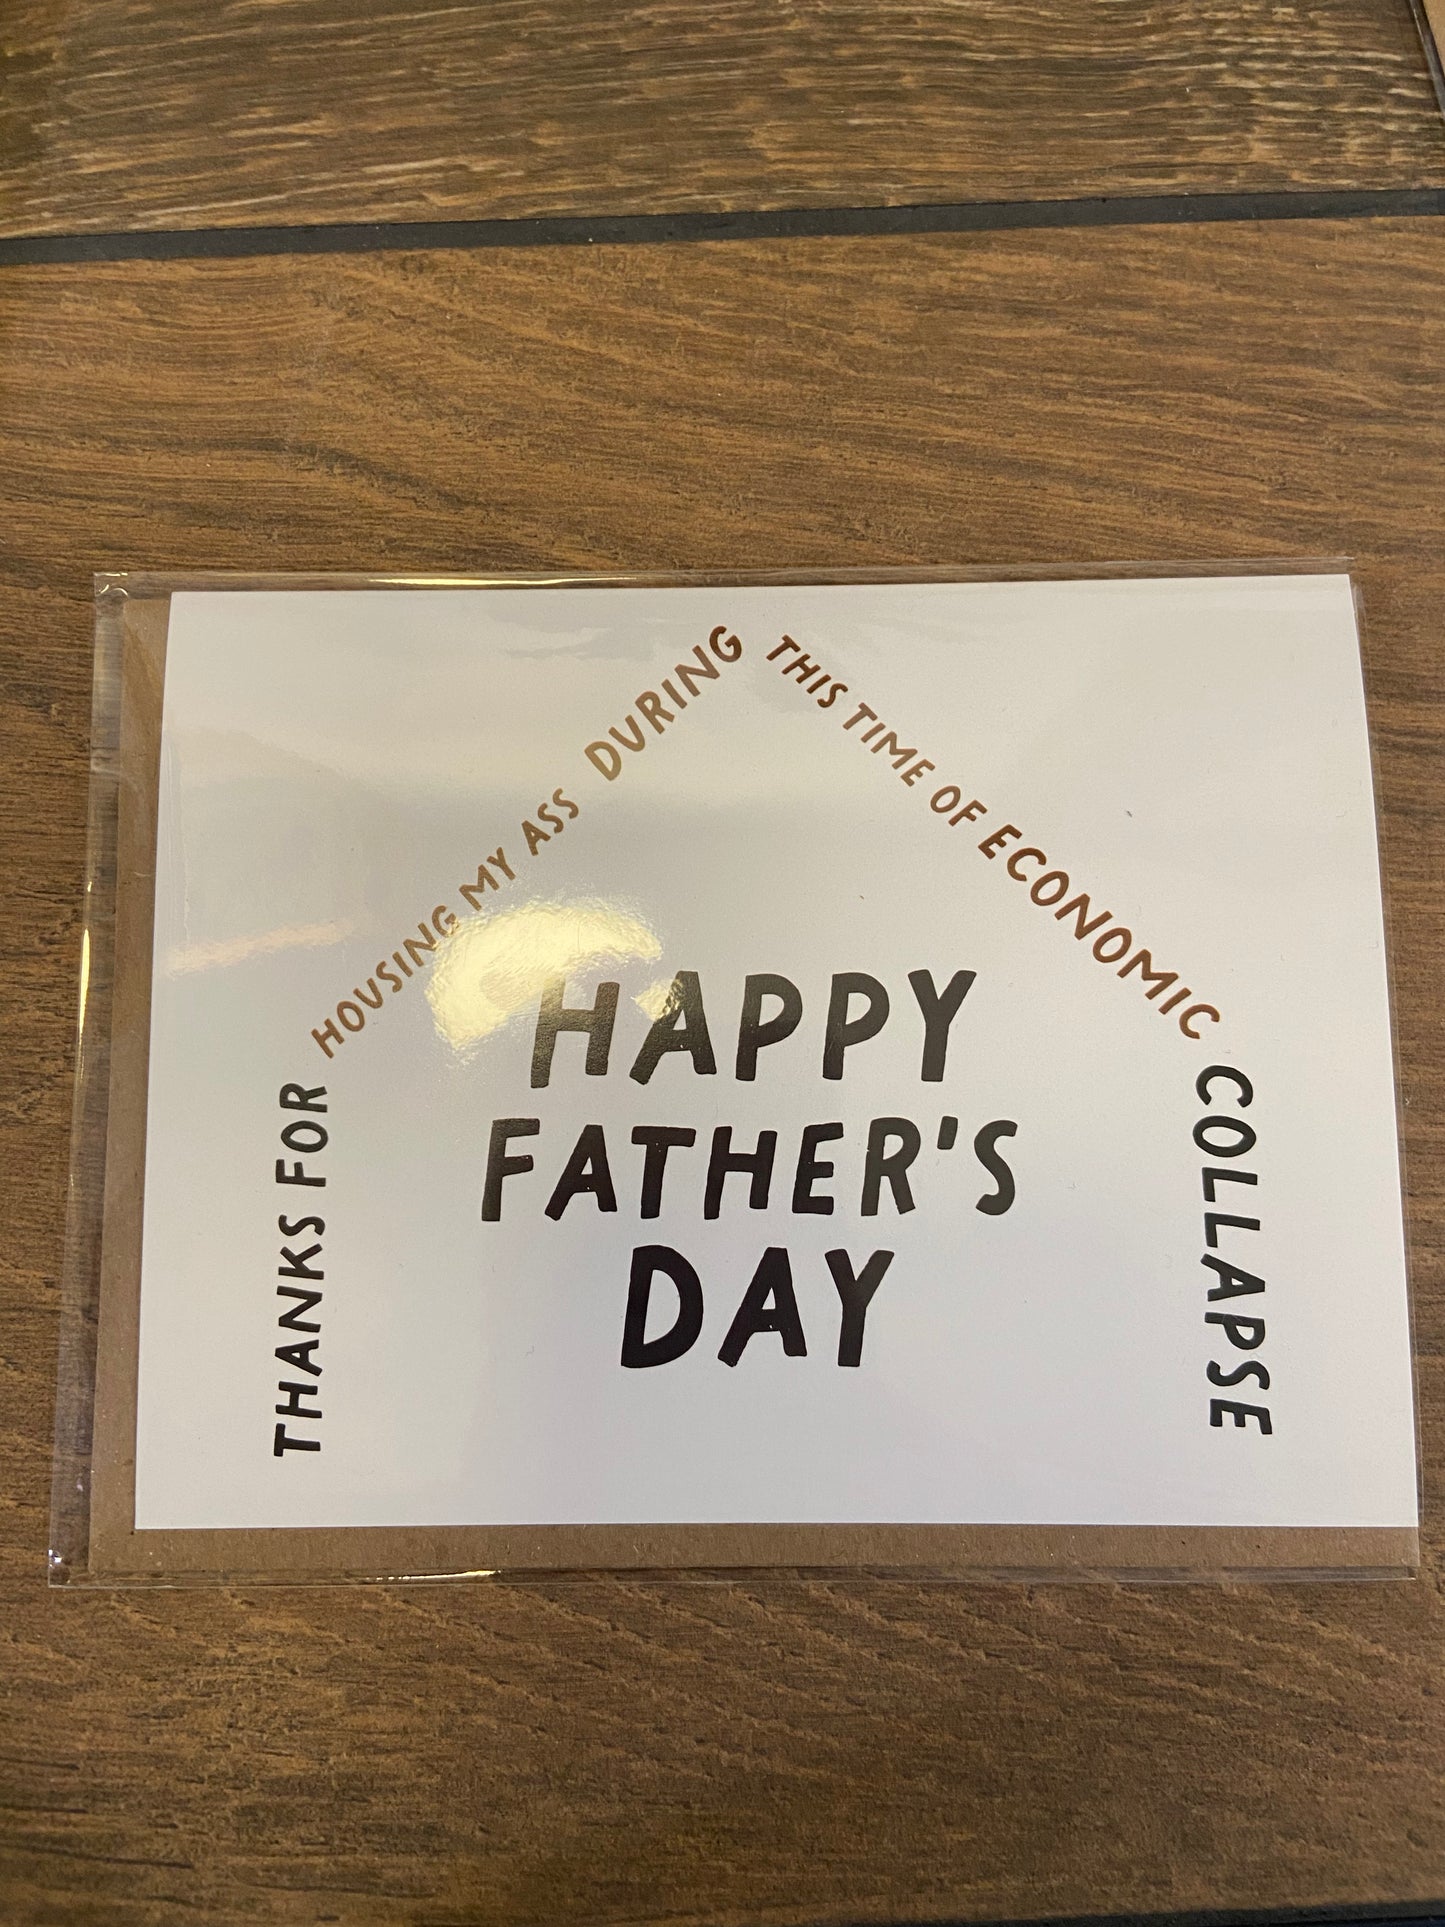 THANKS FOR
HOUSING MY ASS DURING
THIS TIME OF ECONOMIC
COLLAPSE
HAPPY
FATHER'S
DAY